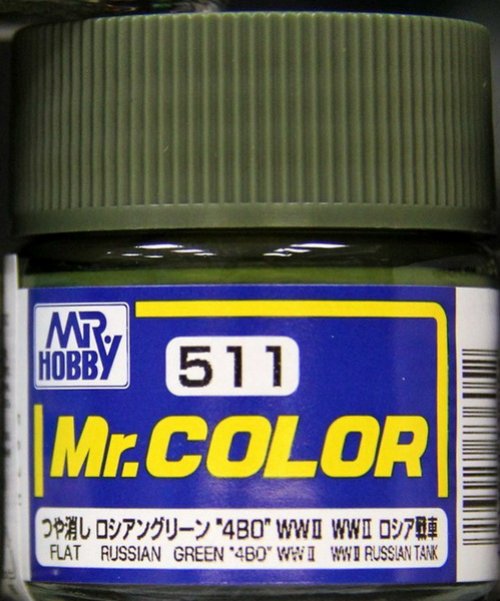 MR.
HOBBY
511
Mr.COLOR
つや消し ロシアングリーン "4BO" WWⅡ WWⅡ ロシア戦車
FLAT RUSSIAN GREEN "4BO" WWⅡ WWⅡ RUSSIAN TANK